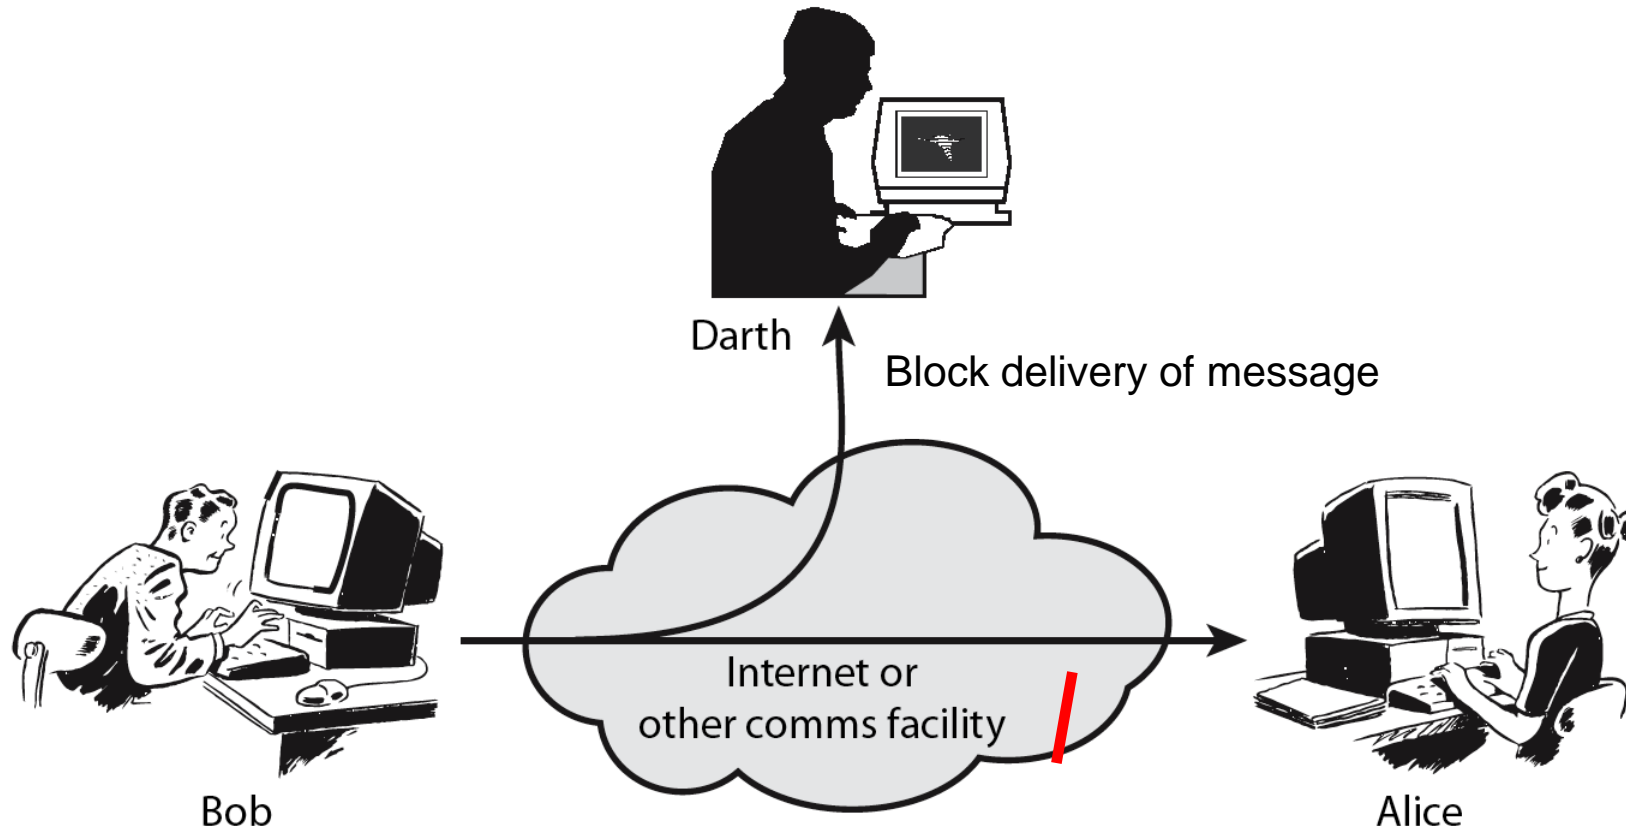 Darth
Block delivery of message
Internet or
other comms facility
Bob
Alice